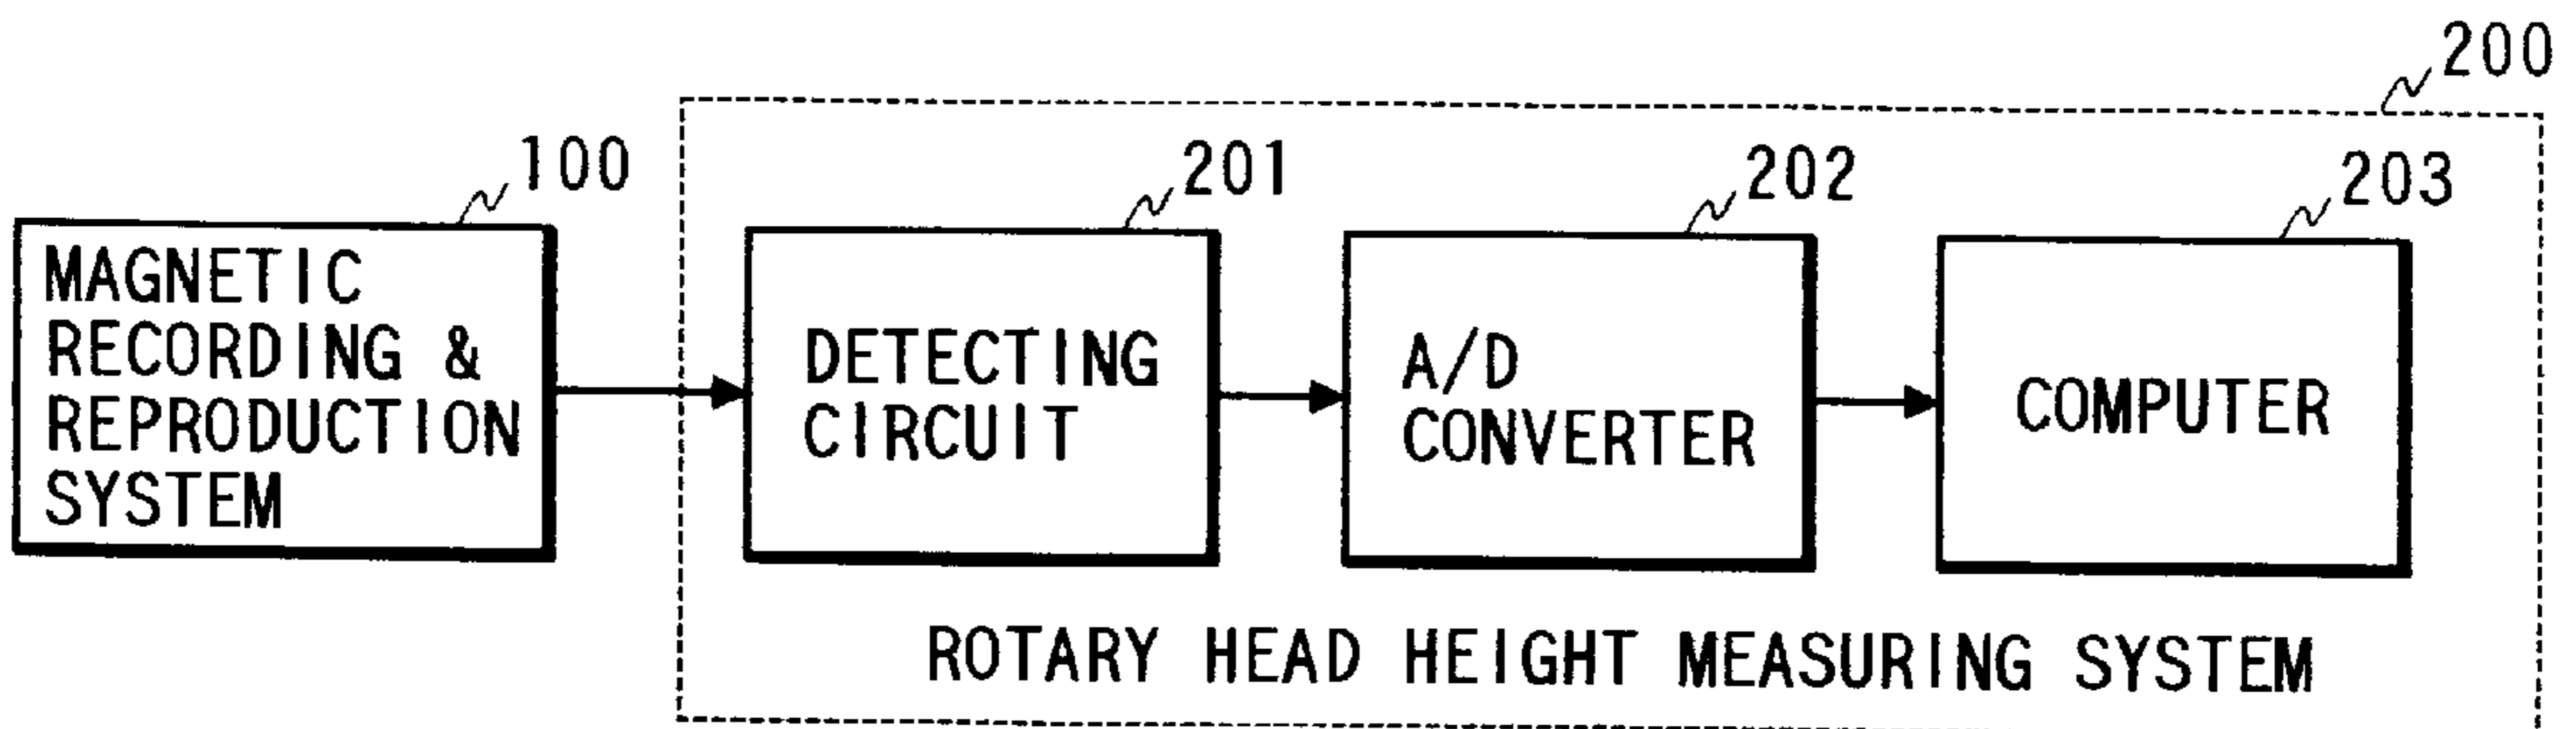 200
100
201
202
203
MAGNETIC
RECORDING &
REPRODUCTION
SYSTEM
DETECTING
CIRCUIT
A/D
CONVERTER
COMPUTER
ROTARY HEAD HEIGHT MEASURING SYSTEM